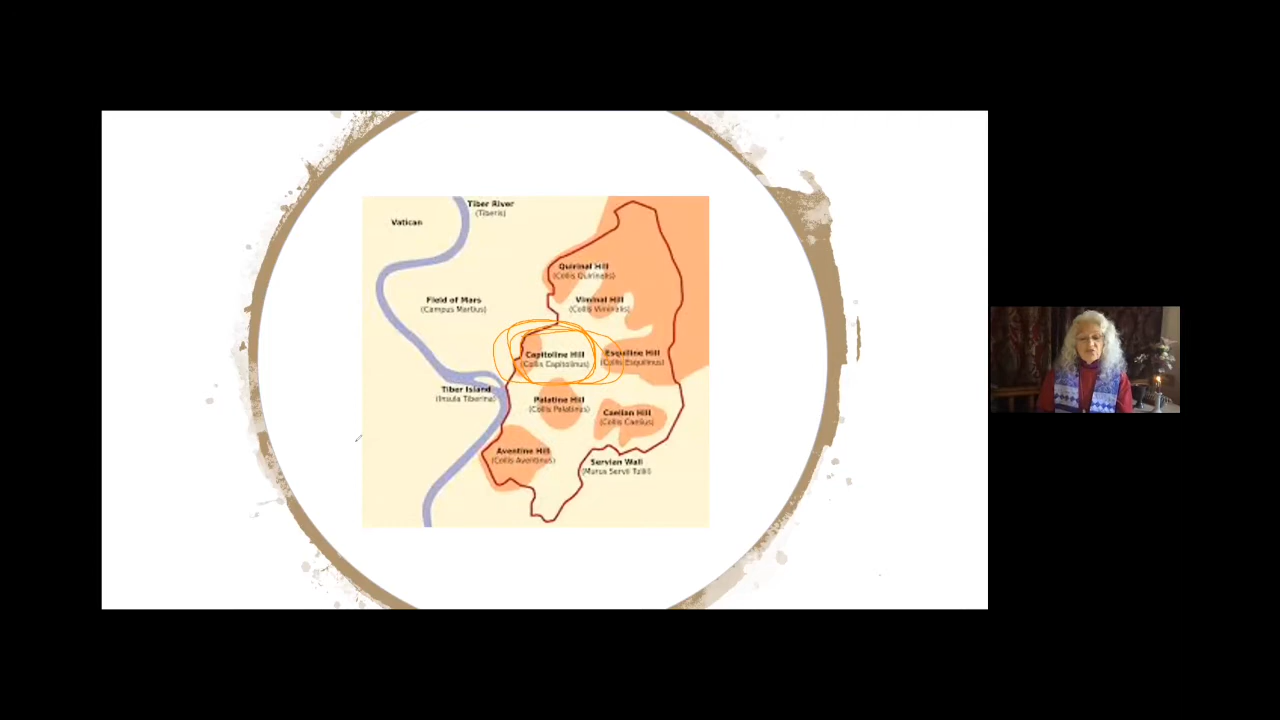 Tiber River
(Tiberis)
Vatican
Quirinal Hill
(Collis Quirinalis)
Field of Mars
(Campus Martius)
Viminal Hill
(Collis Viminalis)
Capitoline Hill
(Collis Capitolinus)
Esquiline Hill
(Collis Esquilinus)
Tiber Island
(Insula Tiberina)
Palatine Hill
(Collis Palatinus)
Caelian Hill
(Collis Caelius)
Aventine Hill
(Collis Aventinus)
Servian Wall
(Murus Servii Tullii)